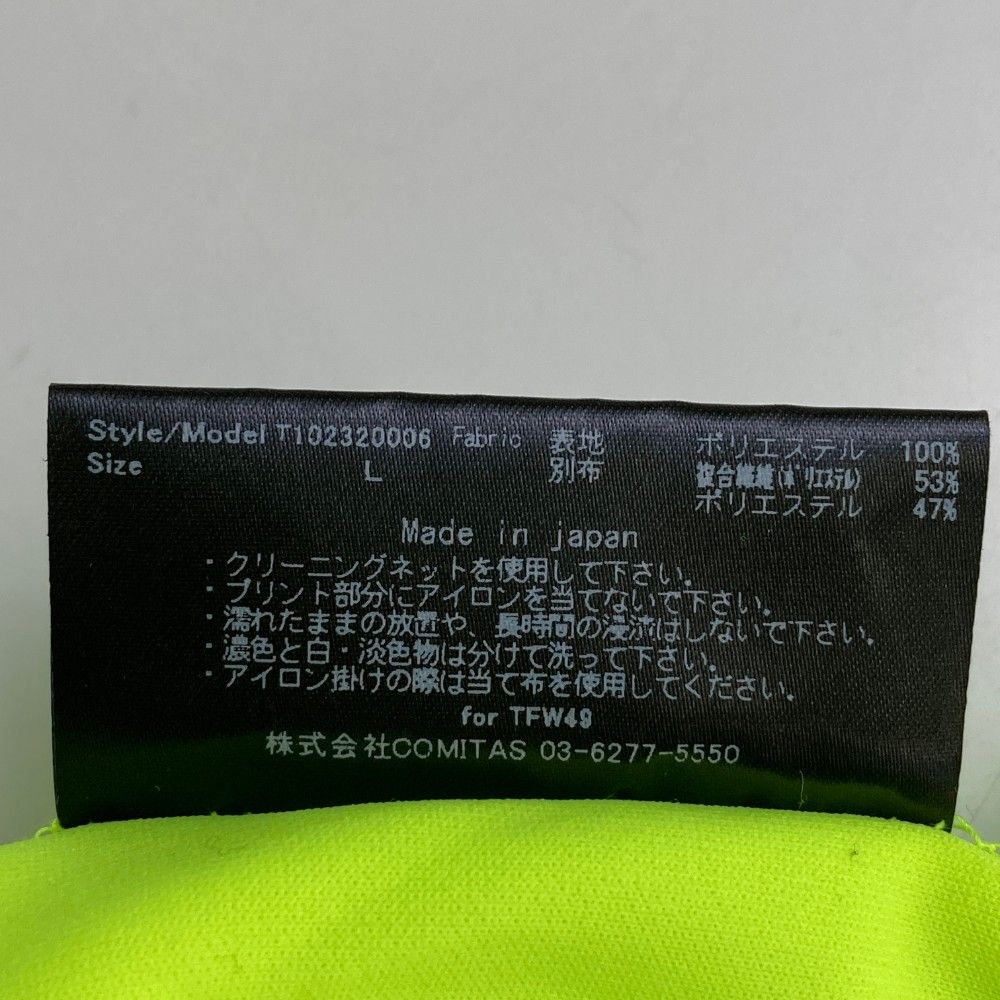 Style/Model T102320006 Fabric 表地 ポリエステル 100%
Size L 別布 複合繊維(ポリエステル) 53%
ポリエステル 47%
Made in japan
・クリーニングネットを使用して下さい。
・プリント部分にアイロンを当てないで下さい。
・濡れたままの放置や、長時間の浸漬はしないで下さい。
・濃色と白・淡色物は分けて洗って下さい。
・アイロン掛けの際は当て布を使用してください。
for TFW49
株式会社COMITAS 03-6277-5550